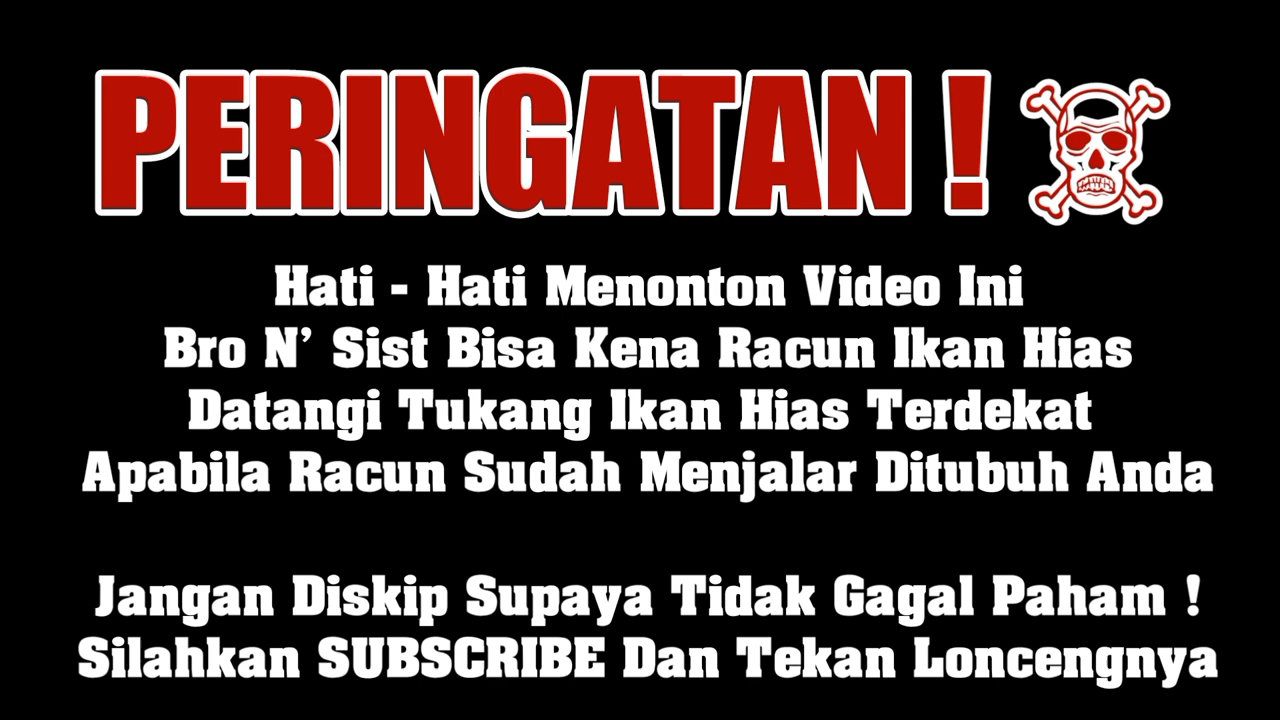 PERINGATAN !
Hati - Hati Menonton Video Ini
Bro N’ Sist Bisa Kena Racun Ikan Hias
Datangi Tukang Ikan Hias Terdekat
Apabila Racun Sudah Menjalar Ditubuh Anda
Jangan Diskip Supaya Tidak Gagal Paham !
Silahkan SUBSCRIBE Dan Tekan Loncengnya